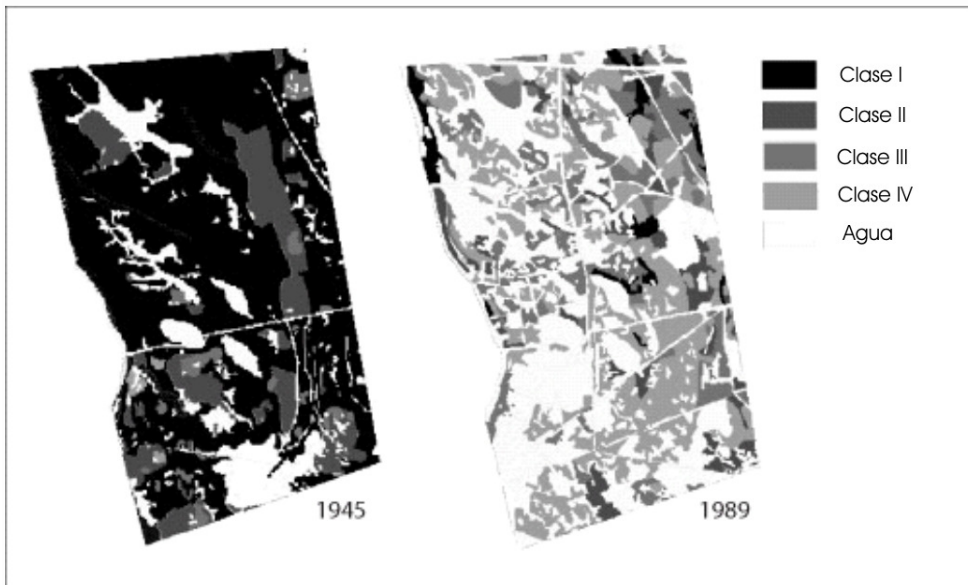 Clase I
Clase II
Clase III
Clase IV
Agua
1945
1989